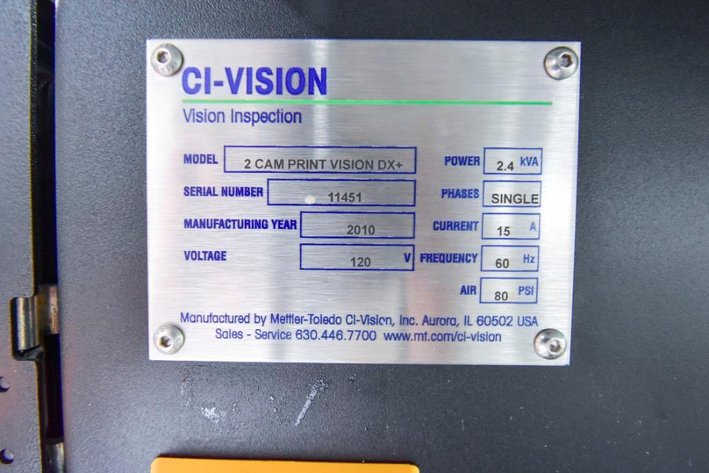 CI-VISION
Vision Inspection
MODEL 2 CAM PRINT VISION DX+ POWER 2.4 kVA
SERIAL NUMBER 11451 PHASES SINGLE
MANUFACTURING YEAR 2010 CURRENT 15 A
VOLTAGE 120 V FREQUENCY 60 Hz
AIR 80 PSI
Manufactured by Mettler-Toledo CI-Vision, Inc. Aurora, IL 60502 USA
Sales - Service 630.446.7700 www.mt.com/ci-vision